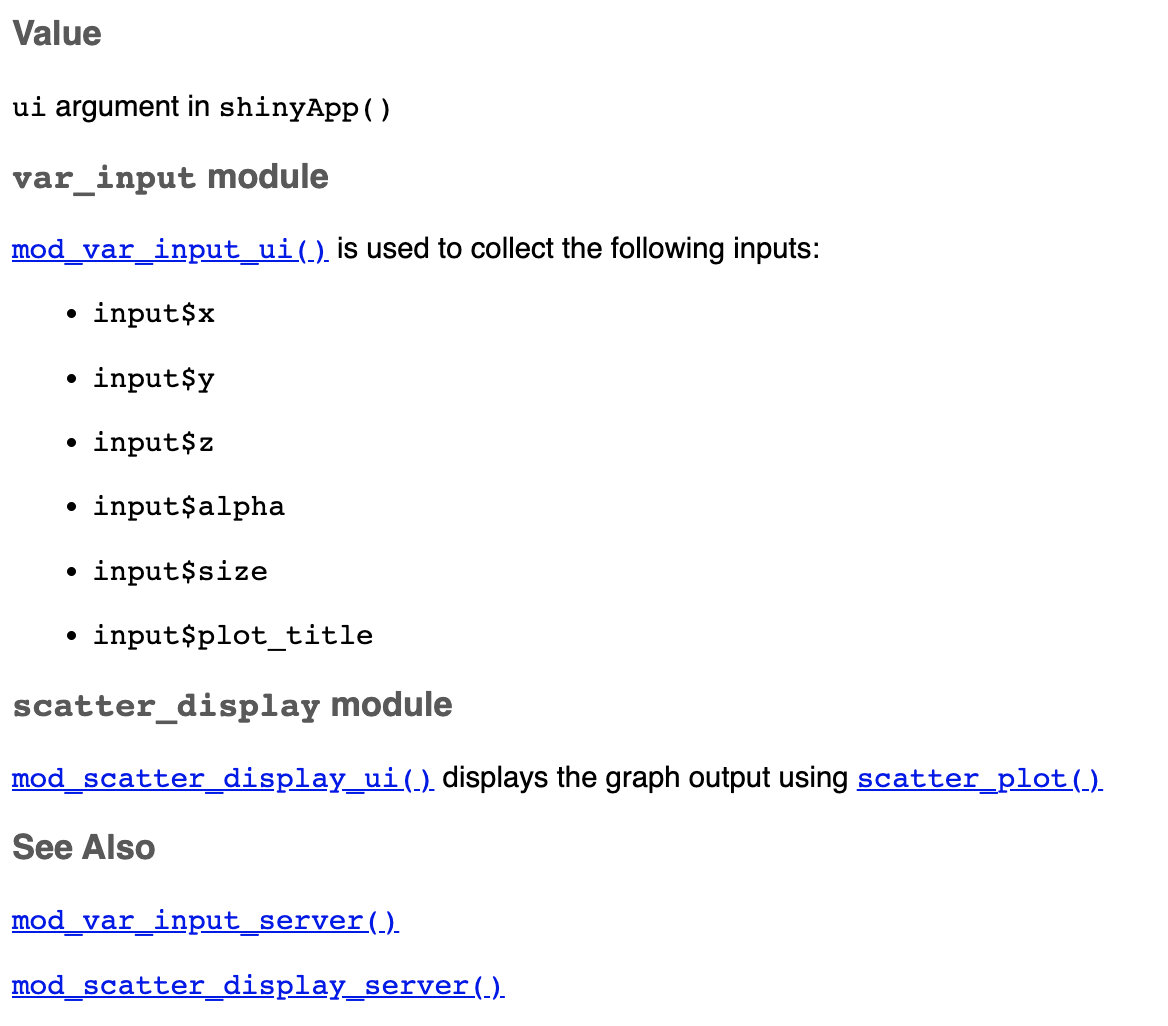 Value
ui argument in shinyApp()
var_input module
mod_var_input_ui() is used to collect the following inputs:
• input$x
• input$y
• input$z
• input$alpha
• input$size
• input$plot_title
scatter_display module
mod_scatter_display_ui() displays the graph output using scatter_plot()
See Also
mod_var_input_server()
mod_scatter_display_server()